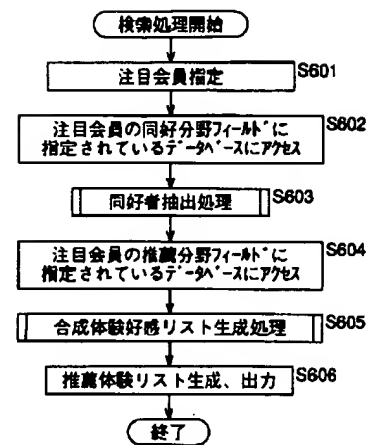 検索処理開始
注目会員指定
S601
注目会員の同好分野フィールドに
指定されているデータベースにアクセス
S602
同好者抽出処理
S603
注目会員の推薦分野フィールドに
指定されているデータベースにアクセス
S604
合成体験好感リスト生成処理
S605
推薦体験リスト生成、出力
S606
終了